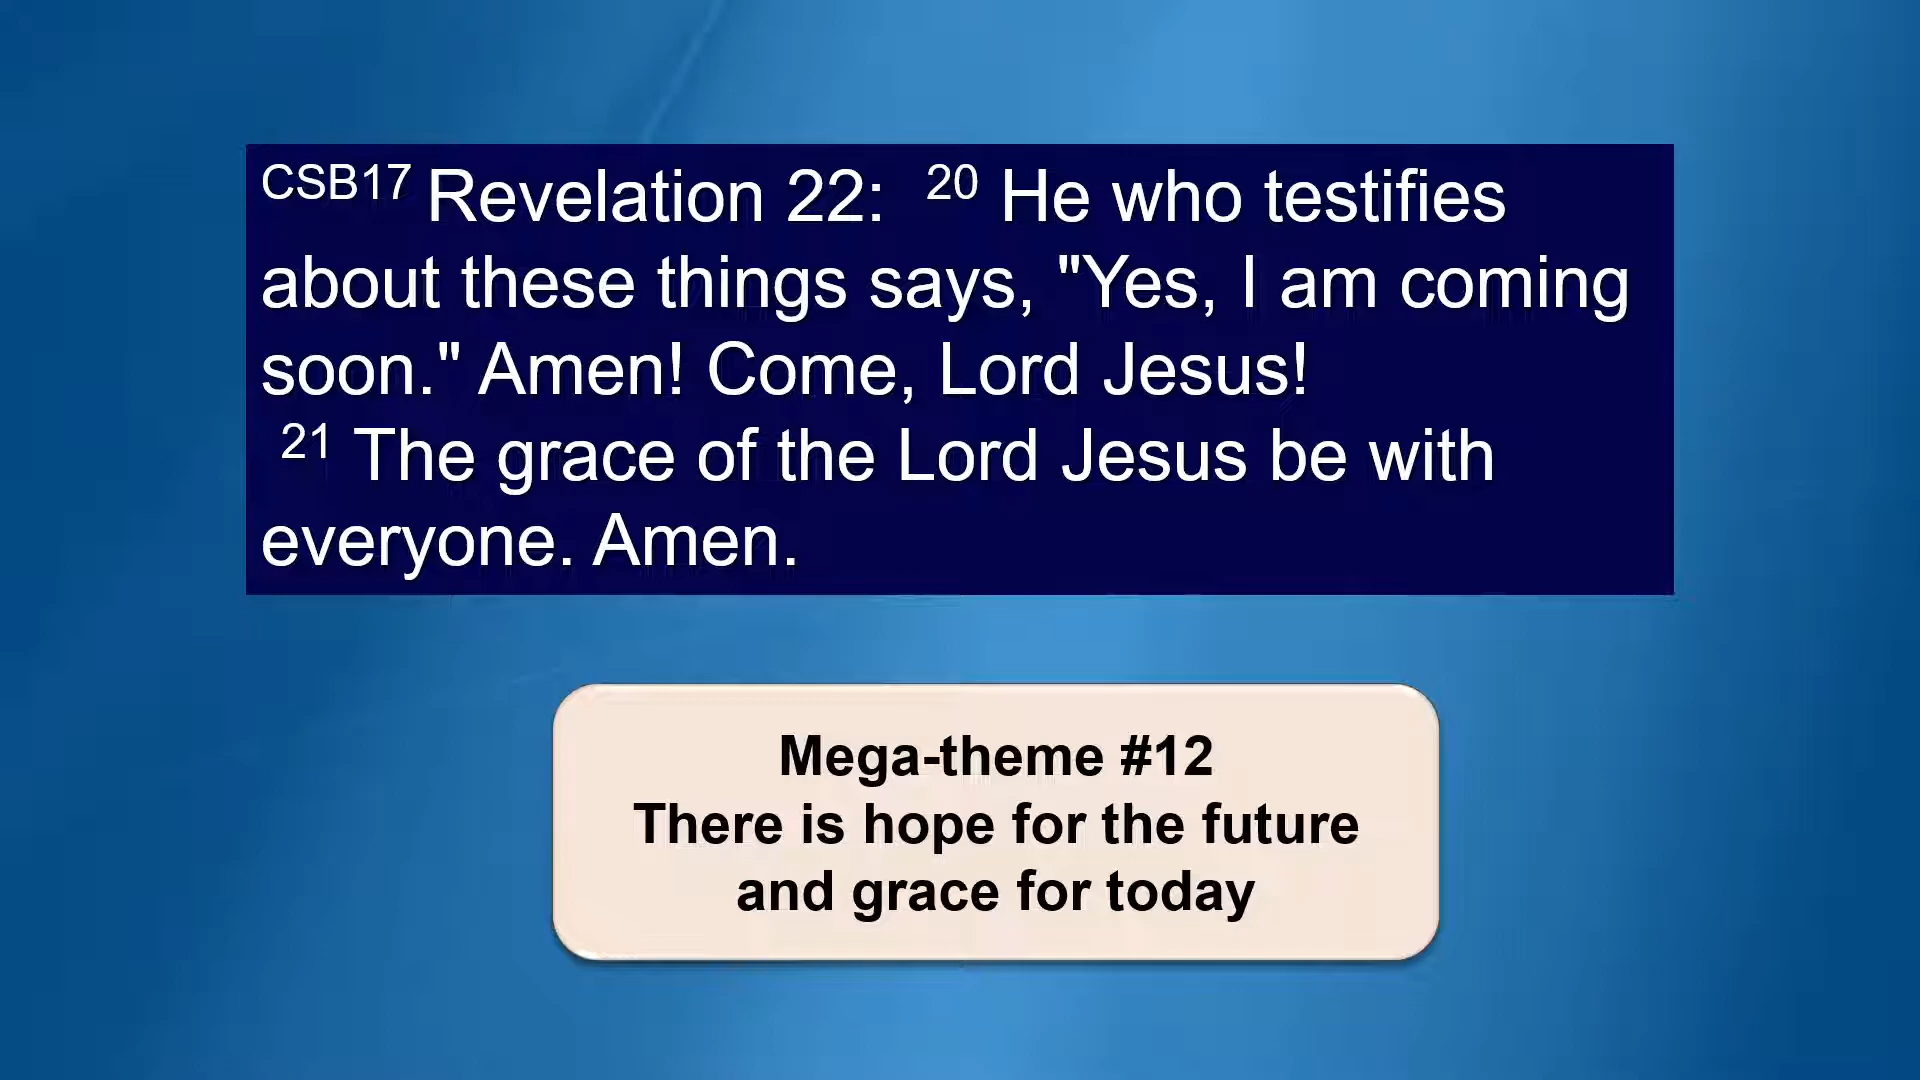 CSB17 Revelation 22: 20 He who testifies
about these things says, "Yes, I am coming
soon." Amen! Come, Lord Jesus!
21 The grace of the Lord Jesus be with
everyone. Amen.
Mega-theme #12
There is hope for the future
and grace for today